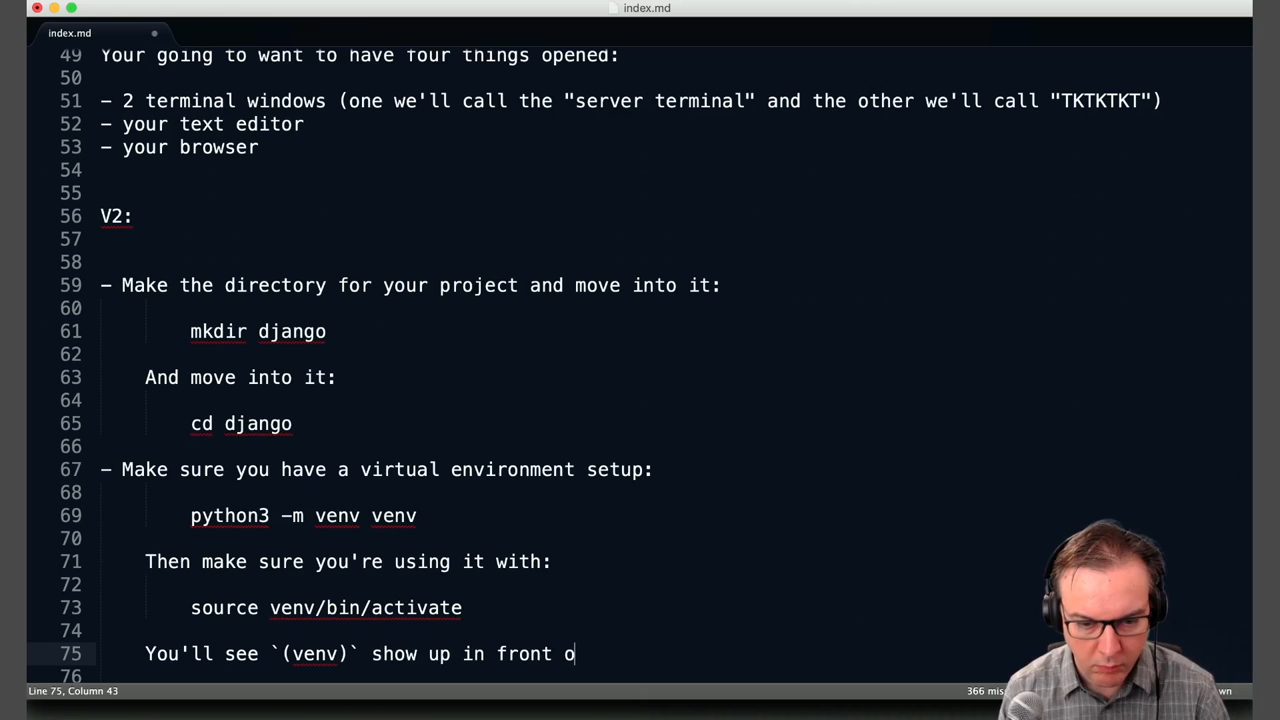 index.md
index.md
49 Your going to want to have four things opened:
50
51 - 2 terminal windows (one we'll call the "server terminal" and the other we'll call "TKTKTKT")
52 - your text editor
53 - your browser
54
55
56 V2:
57
58
59 - Make the directory for your project and move into it:
60
61 mkdir django
62
63 And move into it:
64
65 cd django
66
67 - Make sure you have a virtual environment setup:
68
69 python3 -m venv venv
70
71 Then make sure you're using it with:
72
73 source venv/bin/activate
74
75 You'll see `(venv)` show up in front o
76
Line 75, Column 43
366